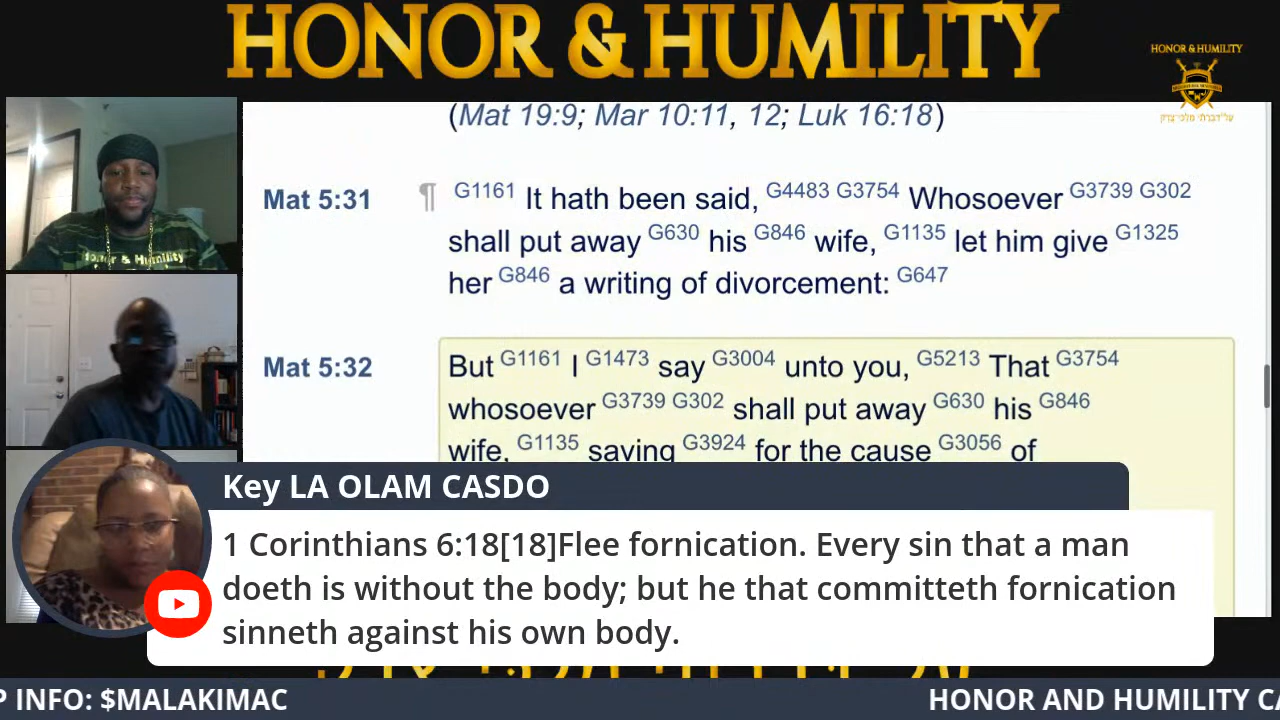 HONOR & HUMILITY
HONOR & HUMILITY
(Mat 19:9; Mar 10:11, 12; Luk 16:18)
Mat 5:31 ¶ G1161 It hath been said, G4483 G3754 Whosoever G3739 G302
shall put away G630 his G846 wife, G1135 let him give G1325
her G846 a writing of divorcement: G647
Mat 5:32 But G1161 I G1473 say G3004 unto you, G5213 That G3754
whosoever G3739 G302 shall put away G630 his G846
wife, G1135 saving G3924 for the cause G3056 of
Honor & Humility
Key LA OLAM CASDO
1 Corinthians 6:18[18]Flee fornication. Every sin that a man
doeth is without the body; but he that committeth fornication
sinneth against his own body.
P INFO: $MALAKIMAC
HONOR AND HUMILITY CA